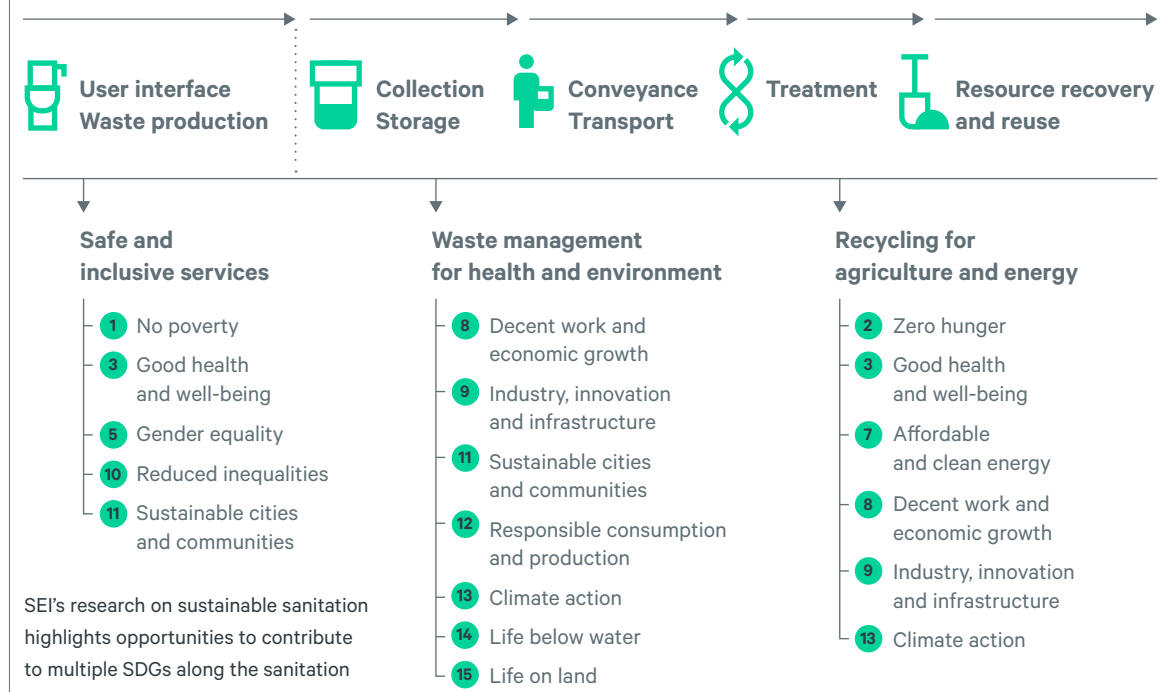 User interface
Waste production
Collection
Storage
Conveyance
Transport
Treatment
Resource recovery
and reuse
Safe and
inclusive services
1 No poverty
3 Good health
and well-being
5 Gender equality
10 Reduced inequalities
11 Sustainable cities
and communities
Waste management
for health and environment
8 Decent work and
economic growth
9 Industry, innovation
and infrastructure
11 Sustainable cities
and communities
12 Responsible consumption
and production
13 Climate action
14 Life below water
15 Life on land
Recycling for
agriculture and energy
2 Zero hunger
3 Good health
and well-being
7 Affordable
and clean energy
8 Decent work and
economic growth
9 Industry, innovation
and infrastructure
13 Climate action
SEI’s research on sustainable sanitation
highlights opportunities to contribute
to multiple SDGs along the sanitation